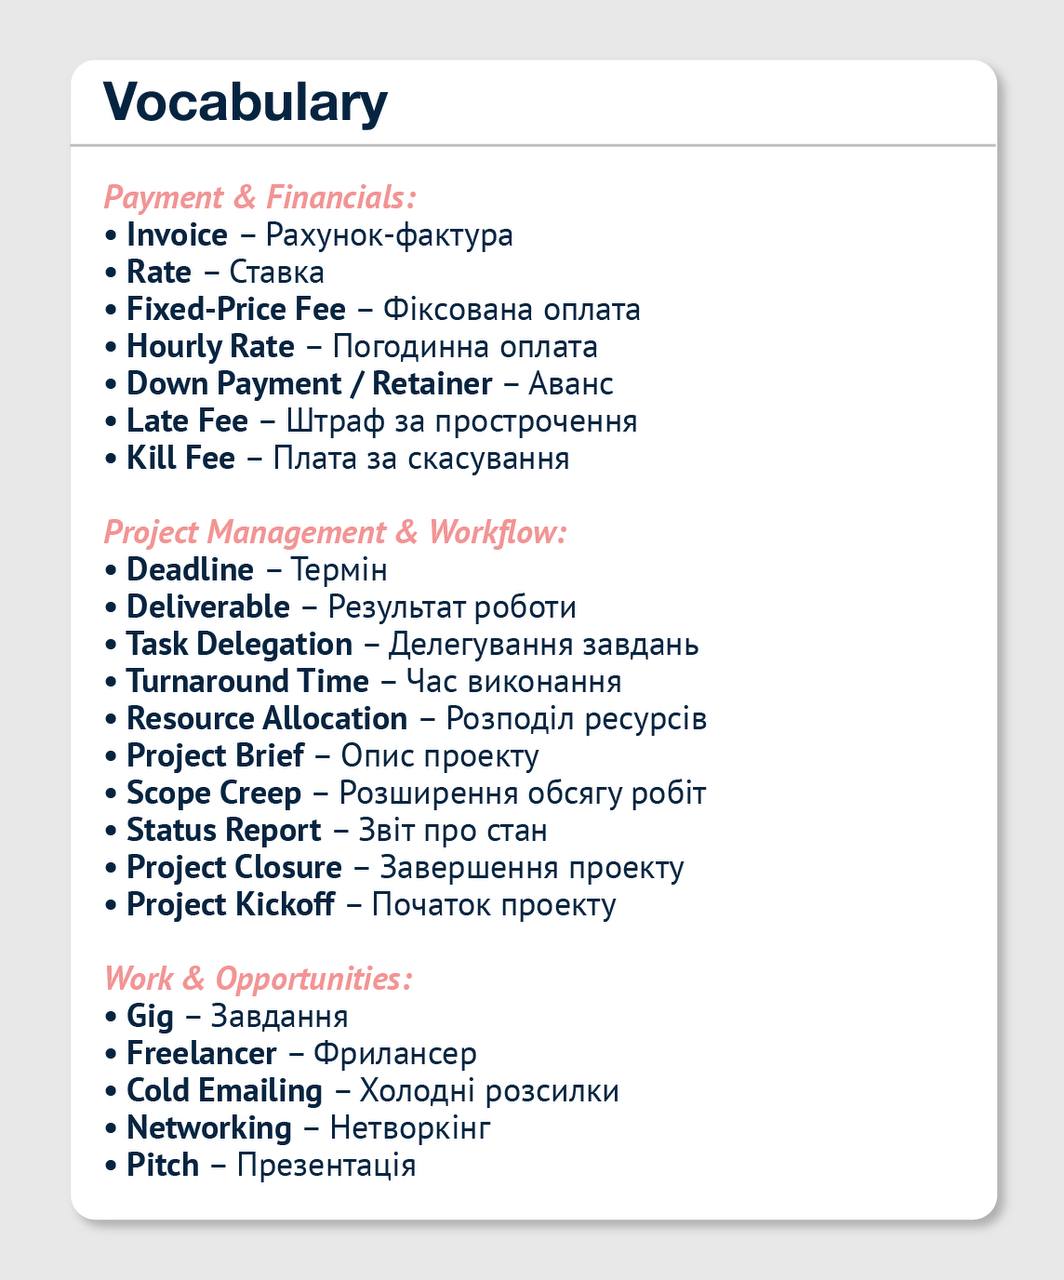 Vocabulary
Payment & Financials:
• Invoice – Рахунок-фактура
• Rate – Ставка
• Fixed-Price Fee – Фіксована оплата
• Hourly Rate – Погодинна оплата
• Down Payment / Retainer – Аванс
• Late Fee – Штраф за прострочення
• Kill Fee – Плата за скасування
Project Management & Workflow:
• Deadline – Термін
• Deliverable – Результат роботи
• Task Delegation – Делегування завдань
• Turnaround Time – Час виконання
• Resource Allocation – Розподіл ресурсів
• Project Brief – Опис проекту
• Scope Creep – Розширення обсягу робіт
• Status Report – Звіт про стан
• Project Closure – Завершення проекту
• Project Kickoff – Початок проекту
Work & Opportunities:
• Gig – Завдання
• Freelancer – Фрилансер
• Cold Emailing – Холодні розсилки
• Networking – Нетворкінг
• Pitch – Презентація